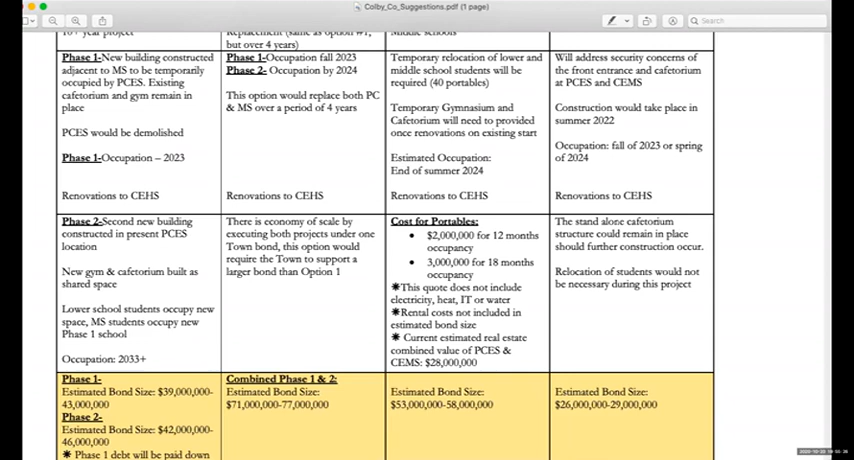 Colby_Co_Suggestions.pdf (1 page)
Search
10+ year project
Replacement (same as option #1,
but over 4 years)
Middle schools
Phase 1-New building constructed
adjacent to MS to be temporarily
occupied by PCES. Existing
cafetorium and gym remain in
place
PCES would be demolished
Phase 1-Occupation – 2023
Renovations to CEHS
Phase 1-Occupation fall 2023
Phase 2- Occupation by 2024
This option would replace both PC
& MS over a period of 4 years
Renovations to CEHS
Temporary relocation of lower and
middle school students will be
required (40 portables)
Temporary Gymnasium and
Cafetorium will need to provided
once renovations on existing start
Estimated Occupation:
End of summer 2024
Renovations to CEHS
Will address security concerns of
the front entrance and cafetorium
at PCES and CEMS
Construction would take place in
summer 2022
Occupation: fall of 2023 or spring
of 2024
Renovations to CEHS
Phase 2-Second new building
constructed in present PCES
location
New gym & cafetorium built as
shared space
Lower school students occupy new
space, MS students occupy new
Phase 1 school
Occupation: 2033+
There is economy of scale by
executing both projects under one
Town bond, this option would
require the Town to support a
larger bond than Option 1
Cost for Portables:
• $2,000,000 for 12 months
occupancy
• 3,000,000 for 18 months
occupancy
✷This quote does not include
electricity, heat, IT or water
✷Rental costs not included in
estimated bond size
✷ Current estimated real estate
combined value of PCES &
CEMS: $28,000,000
The stand alone cafetorium
structure could remain in place
should further construction occur.
Relocation of students would not
be necessary during this project
Phase 1-
Estimated Bond Size: $39,000,000-
43,000,000
Phase 2-
Estimated Bond Size: $42,000,000-
46,000,000
✷ Phase 1 debt will be paid down
Combined Phase 1 & 2:
Estimated Bond Size:
$71,000,000-77,000,000
Estimated Bond Size:
$53,000,000-58,000,000
Estimated Bond Size:
$26,000,000-29,000,000